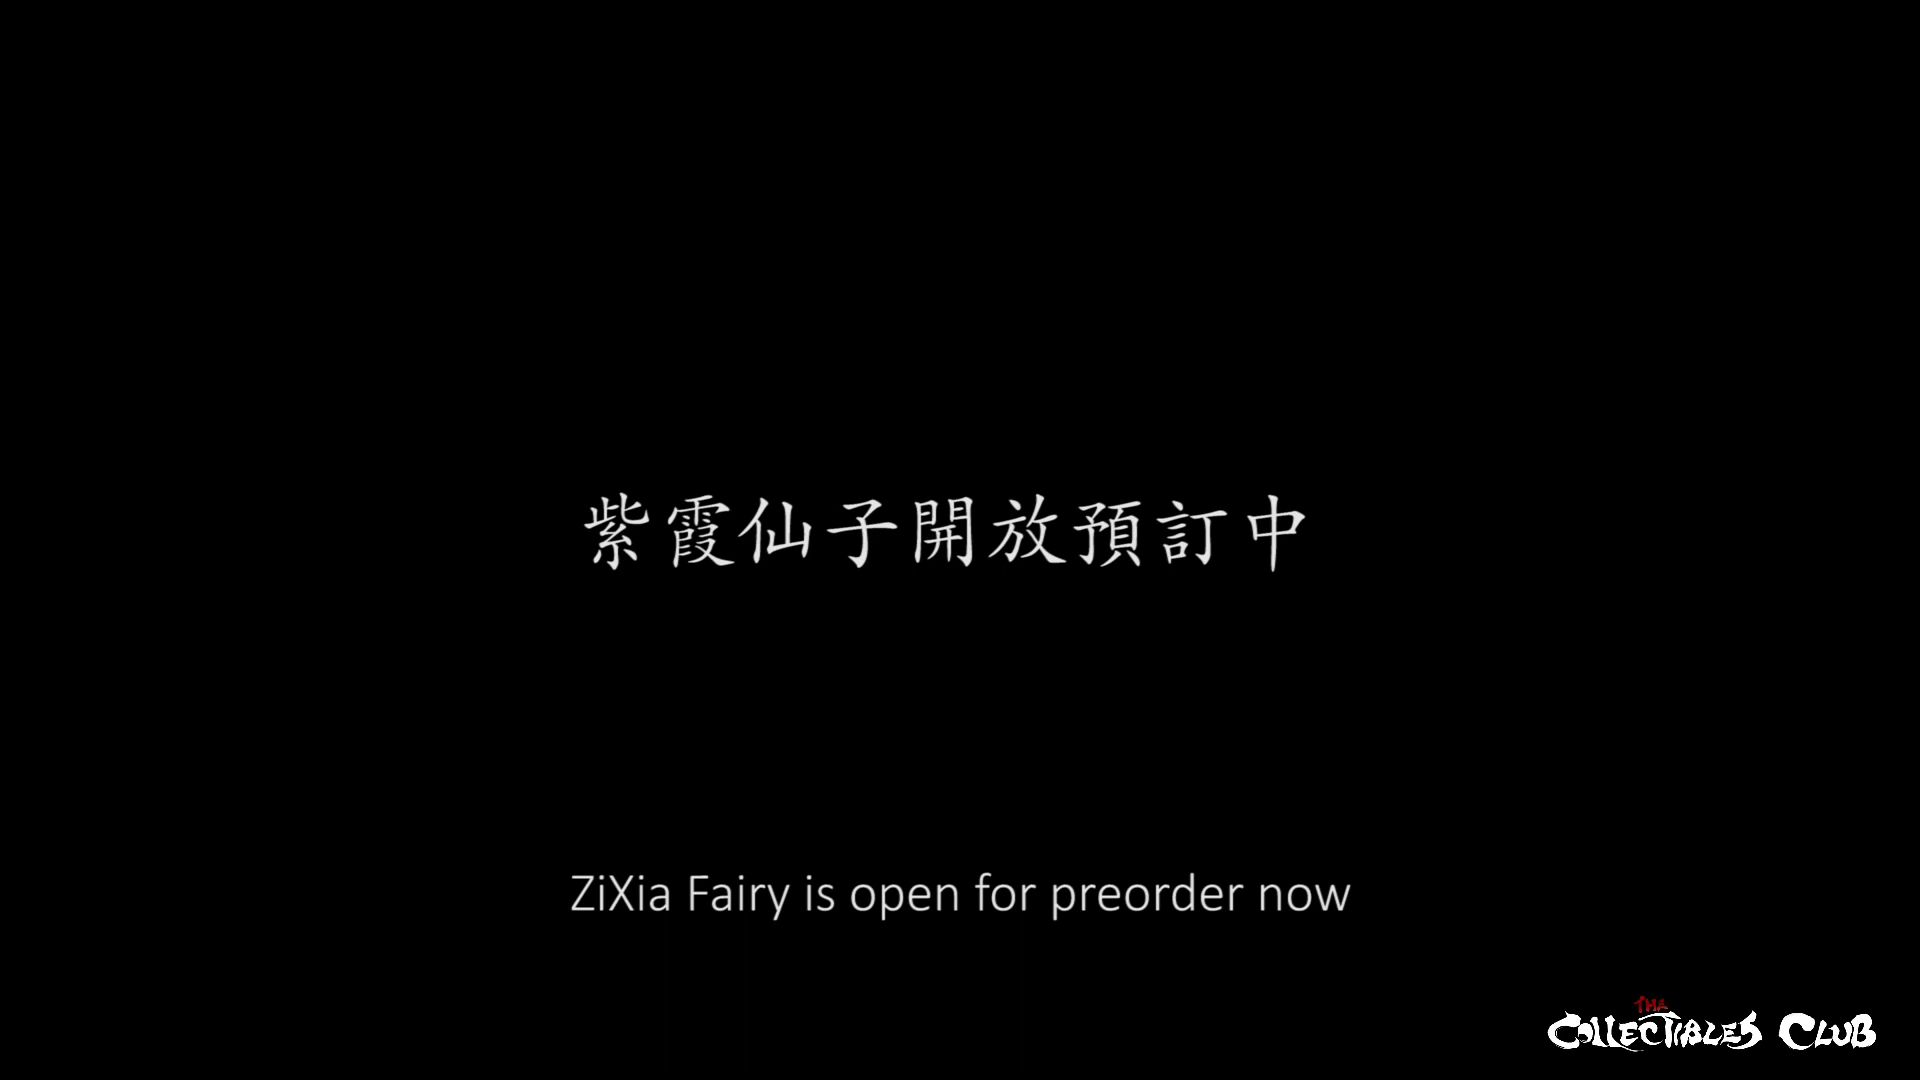 紫霞仙子開放預訂中
ZiXia Fairy is open for preorder now
THE
COLLECTIBLES CLUB